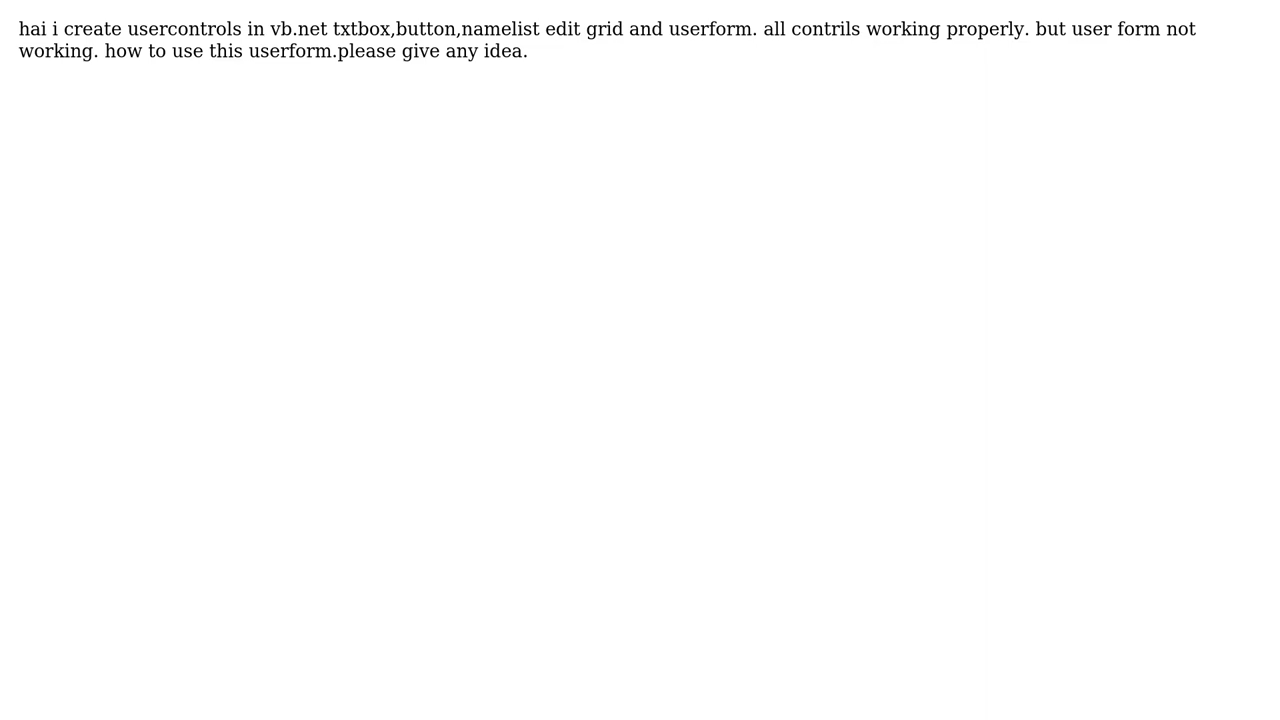 hai i create usercontrols in vb.net txtbox,button,namelist edit grid and userform. all contrils working properly. but user form not
working. how to use this userform.please give any idea.